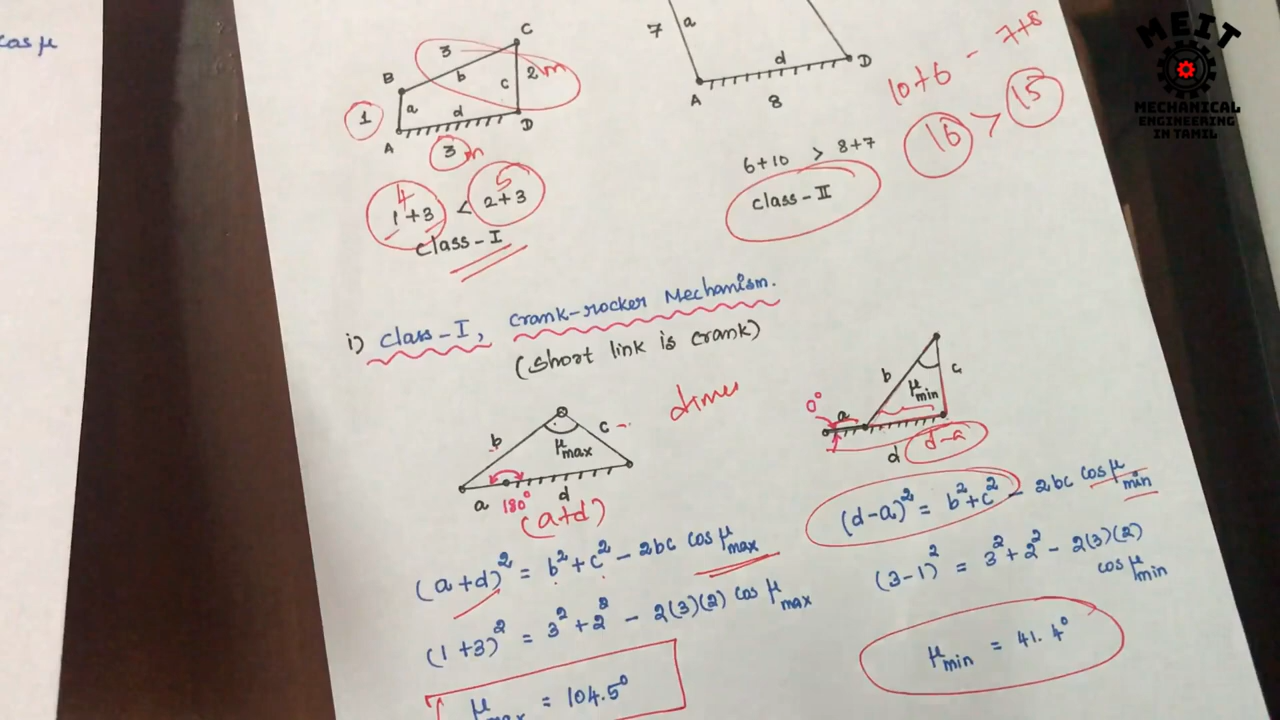 cos μ
MEIT
MECHANICAL
ENGINEERING
IN TAMIL
C
3
B
b
2m
c
1
a
d
A
D
3m
4
5
1+3 < 2+3
class-I
7
a
d
D
A
8
10+6 - 7+8
16 > 15
6+10 > 8+7
class-II
i) class-I, crank-rocker Mechanism.
(short link is crank)
b
c
μmax
a
180°
d
(a+d)
(a+d)² = b²+c² - 2bc cos μmax
(1+3)² = 3²+2² - 2(3)(2) cos μmax
μmax = 104.5°
b
μmin
0°
a
d
d-a
(d-a)² = b²+c² - 2bc cos μmin
(3-1)² = 3²+2² - 2(3)(2)
cos μmin
μmin = 41.4°